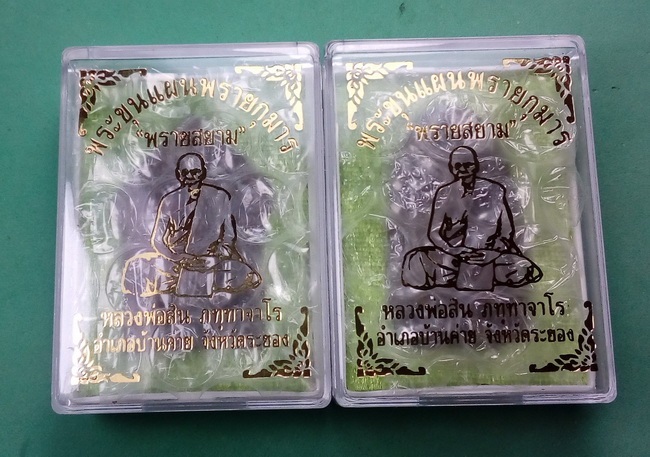 พระขุนแผนพรายกุมาร
"พรายสยาม"
หลวงพ่อสิน ภททาจาโร
อำเภอบ้านค่าย จังหวัดระยอง
พระขุนแผนพรายกุมาร
"พรายสยาม"
หลวงพ่อสิน ภททาจาโร
อำเภอบ้านค่าย จังหวัดระยอง